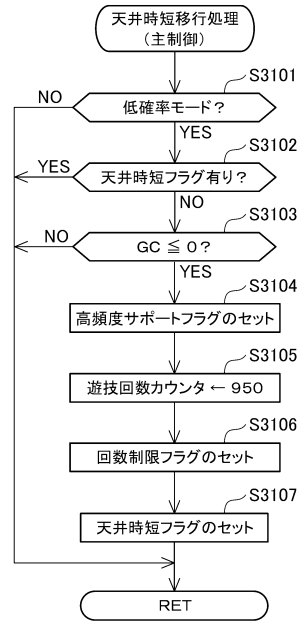 天井時短移行処理
(主制御)
S3101
NO
低確率モード?
YES
S3102
YES
天井時短フラグ有り?
NO
S3103
NO
GC ≦ 0?
YES
S3104
高頻度サポートフラグのセット
S3105
遊技回数カウンタ ← 950
S3106
回数制限フラグのセット
S3107
天井時短フラグのセット
RET